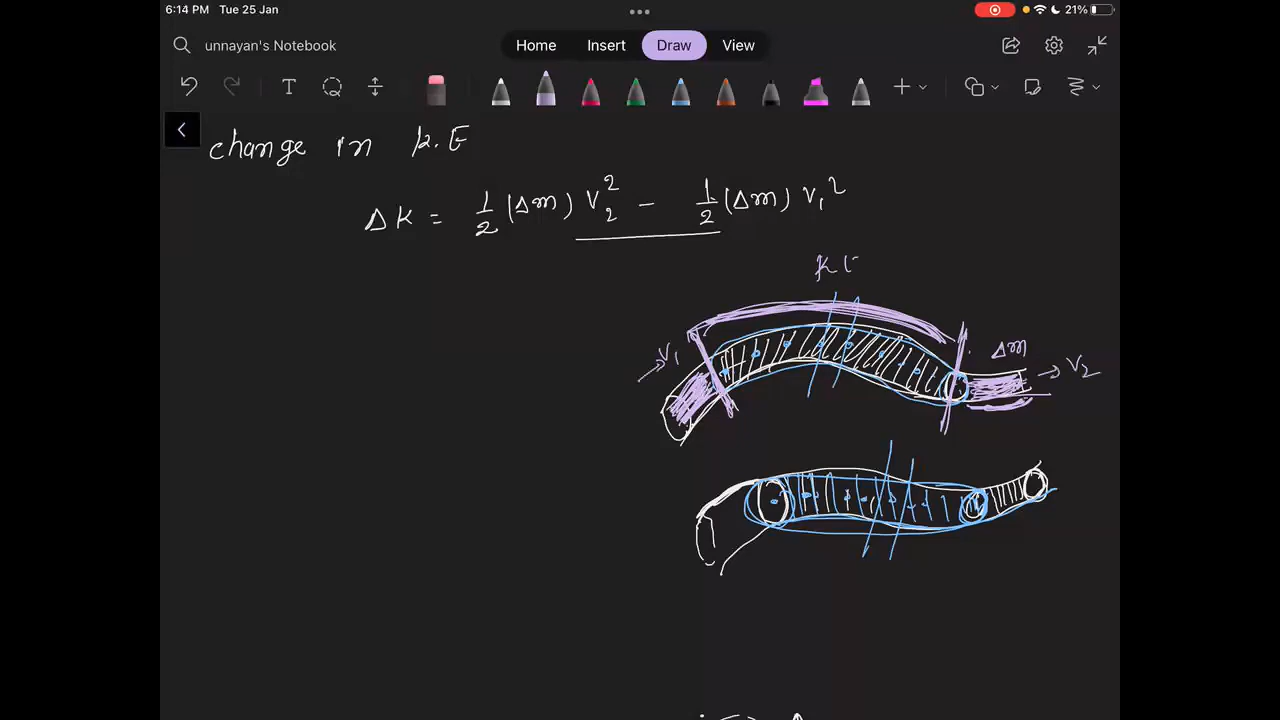 6:14 PM Tue 25 Jan
21%
unnayan's Notebook
Home Insert Draw View
T
change in K.E
ΔK = 1/2 (Δm) V₂² − 1/2 (Δm) V₁²
V₁
Δm
V₂